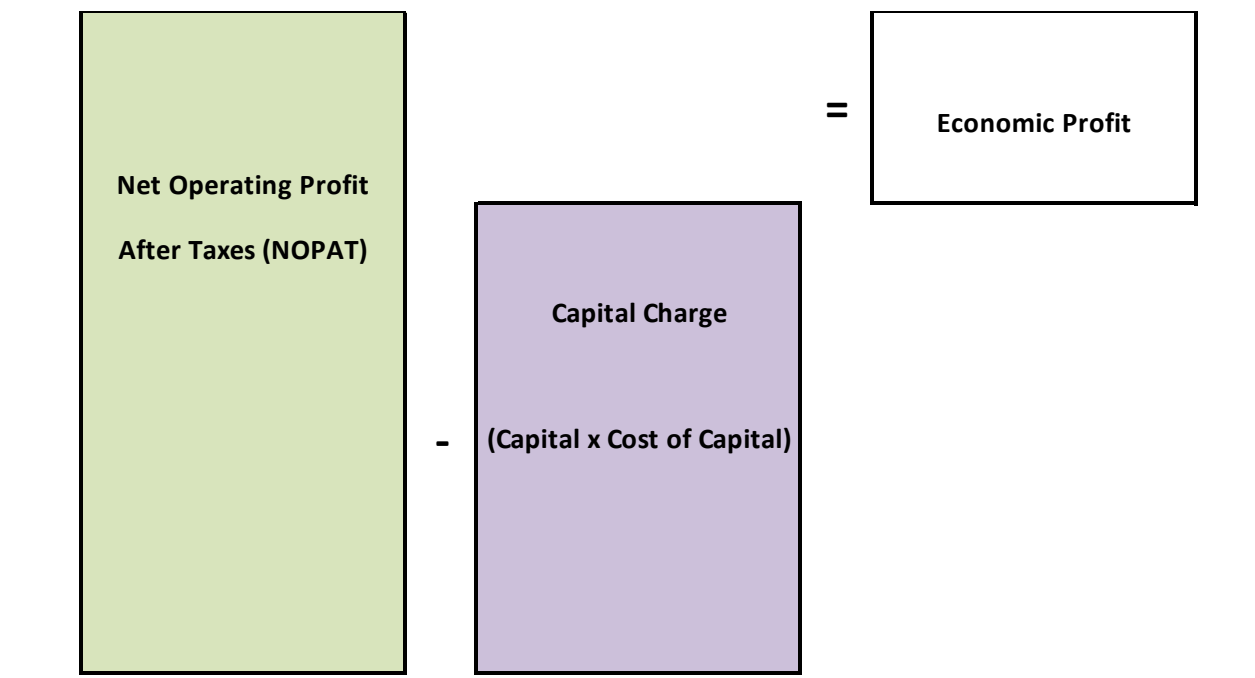 Net Operating Profit
After Taxes (NOPAT)
-
Capital Charge
(Capital x Cost of Capital)
=
Economic Profit